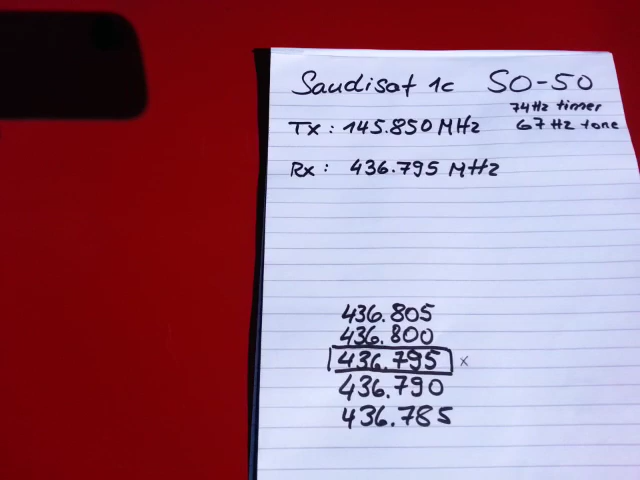 Saudisat 1c SO-50
74Hz timer
Tx: 145.850 MHz 67 Hz tone
Rx: 436.795 MHz
436.805
436.800
436.795 x
436.790
436.785